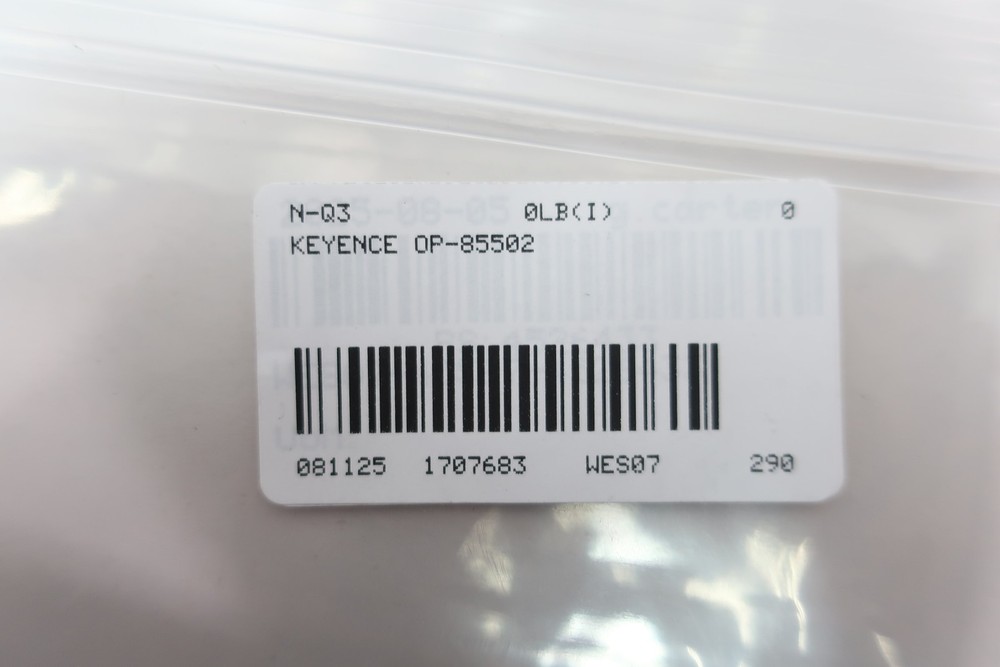 N-Q3 0LB(I) 0
KEYENCE OP-85502
081125 1707683 WES07 290